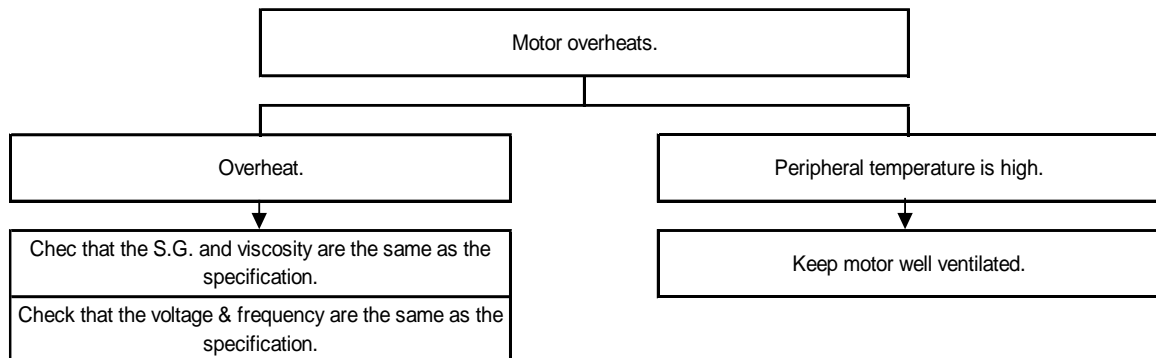 Motor overheats.
Overheat.
Peripheral temperature is high.
Chec that the S.G. and viscosity are the same as the
specification.
Keep motor well ventilated.
Check that the voltage & frequency are the same as the
specification.